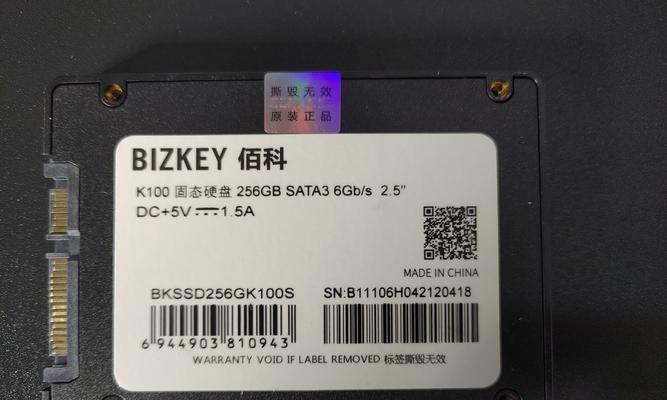 撕毁无效
原装正品
BIZKEY 佰科
K100 固态硬盘 256GB SATA3 6Gb/s 2.5"
DC+5V⎓1.5A
MADE IN CHINA
BKSSD256GK100S SN:B11106H042120418
6 944903 810943
WARRANTY VOID IF LABEL REMOVED 标签撕毁无效